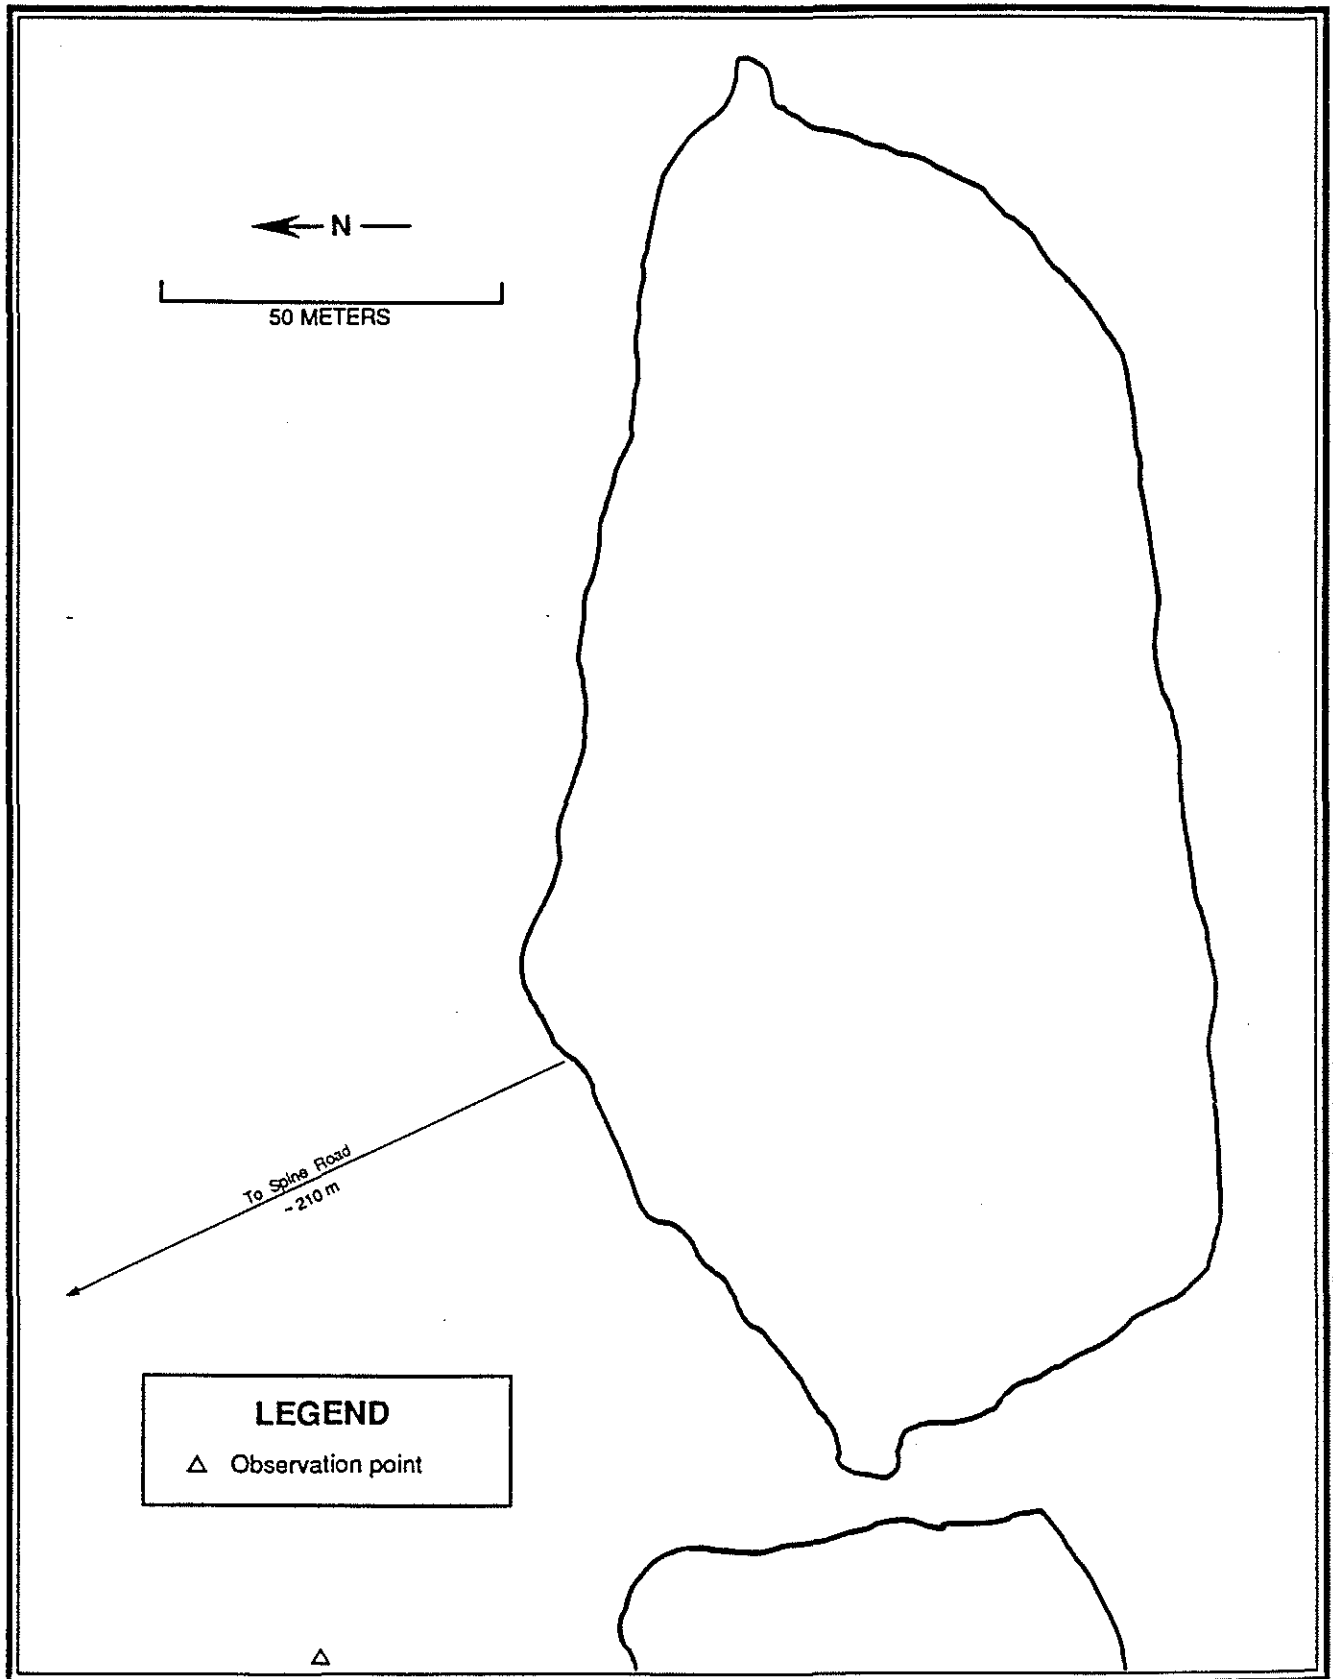 N
50 METERS
To Spine Road
~210 m
LEGEND
Observation point